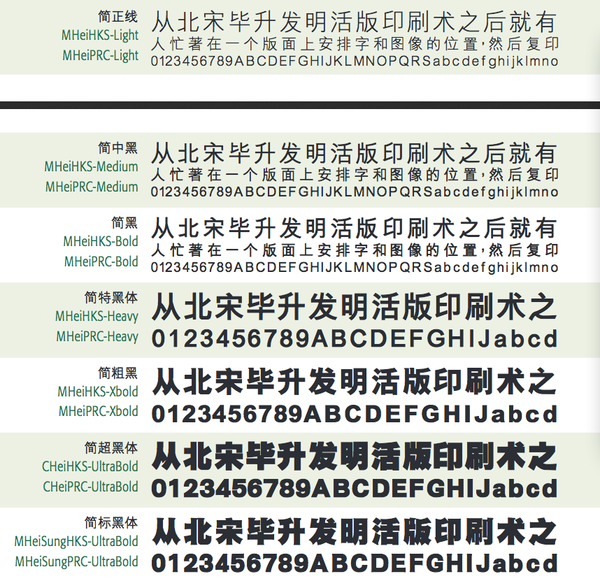 简正线
MHeiHKS-Light
MHeiPRC-Light
从北宋毕升发明活版印刷术之后就有
人忙著在一个版面上安排字和图像的位置，然后复印
0123456789ABCDEFGHIJKLMNOPQRSabcdefghijklmno
简中黑
MHeiHKS-Medium
MHeiPRC-Medium
从北宋毕升发明活版印刷术之后就有
人忙著在一个版面上安排字和图像的位置，然后复印
0123456789ABCDEFGHIJKLMNOPQRSabcdefghijklmno
简黑
MHeiHKS-Bold
MHeiPRC-Bold
从北宋毕升发明活版印刷术之后就有
人忙著在一个版面上安排字和图像的位置，然后复印
0123456789ABCDEFGHIJKLMNOPQRSabcdefghijklmno
简特黑体
MHeiHKS-Heavy
MHeiPRC-Heavy
从北宋毕升发明活版印刷术之
0123456789ABCDEFGHIJabcd
简粗黑
MHeiHKS-Xbold
MHeiPRC-Xbold
从北宋毕升发明活版印刷术之
0123456789ABCDEFGHIJabcd
简超黑体
CHeiHKS-UltraBold
CHeiPRC-UltraBold
从北宋毕升发明活版印刷术之
0123456789ABCDEFGHIJabcd
简标黑体
MHeiSungHKS-UltraBold
MHeiSungPRC-UltraBold
从北宋毕升发明活版印刷术之
0123456789ABCDEFGHIJabcd